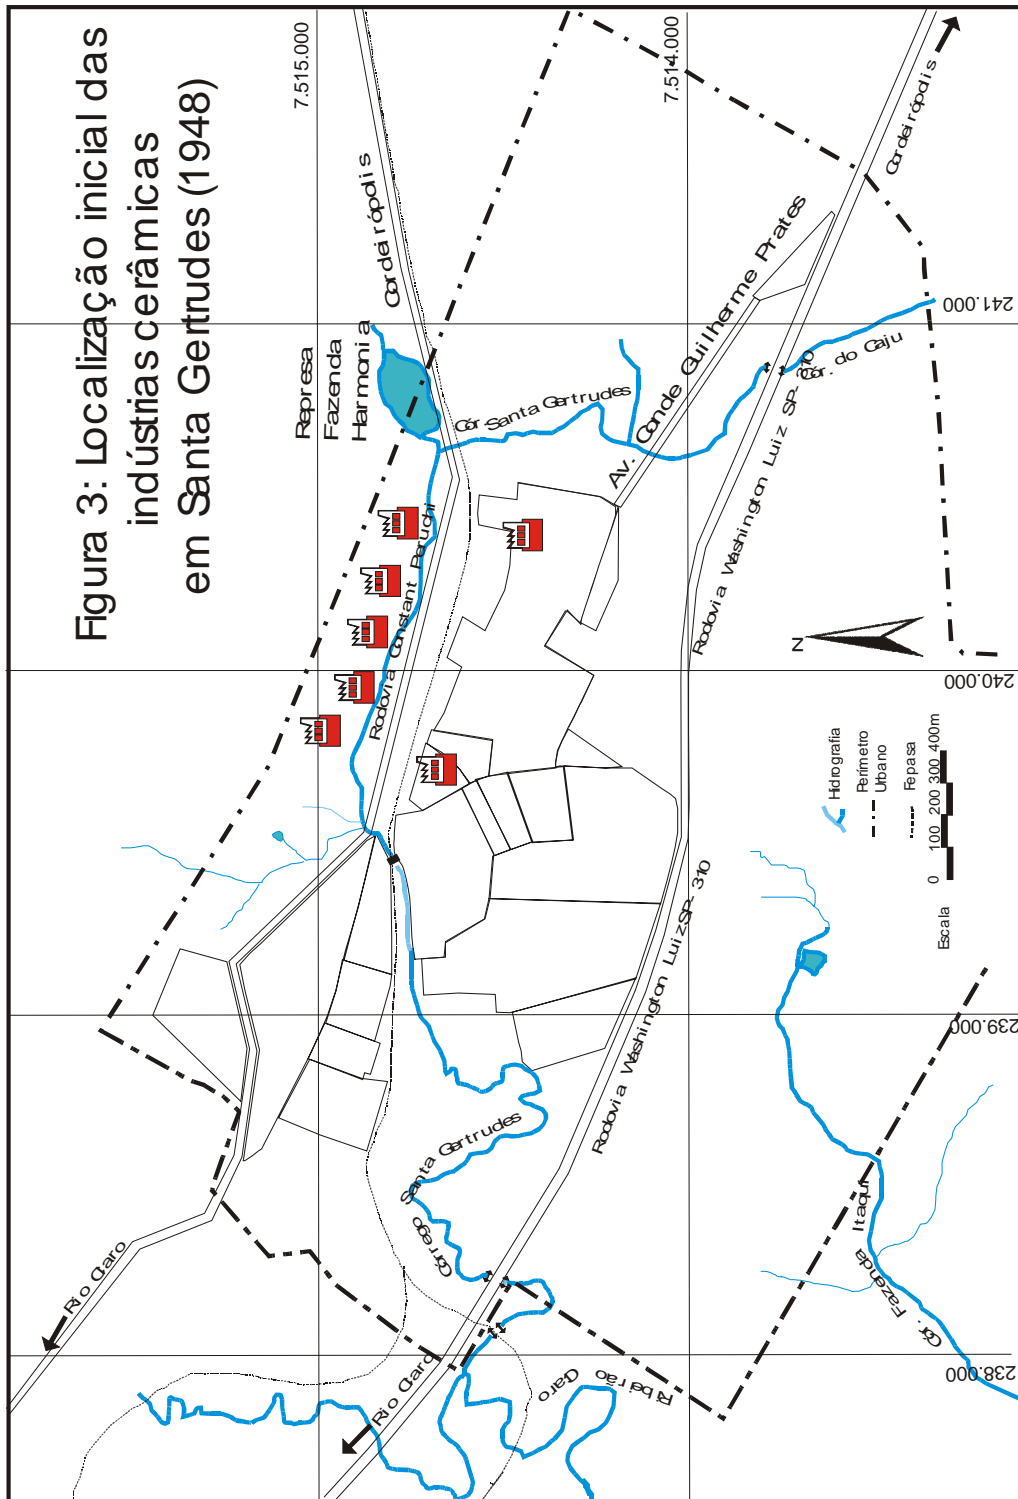 Figura 3: Localização inicial das
indústrias cerâmicas
em Santa Gertrudes (1948)
7.515.000
7.514.000
Cordeirópolis
Cordeirópolis
Represa
Fazenda
Harmonia
Cór. Santa Gertrudes
Av. Conde Guilherme Prates
241.000
Cór. do Caju
Rodovia Washington Luiz SP-310
Rodovia Constant Peruchi
N
240.000
Hidrografia
Perímetro
Urbano
Fepasa
0 100 200 300 400m
Escala
Rodovia Washington Luiz SP-310
239.000
Córrego Santa Gertrudes
Rio Claro
Rio Claro
Ribeirão
Claro
Cór. Fazenda Itaqui
238.000